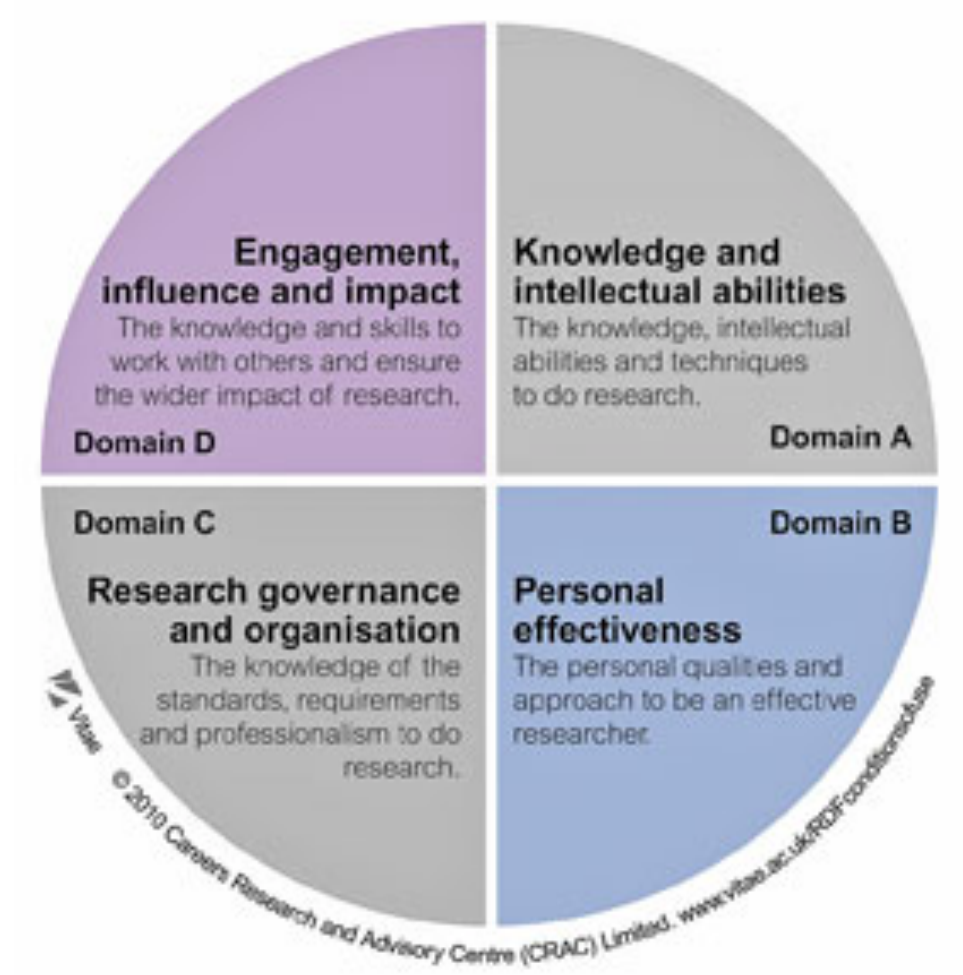 Engagement,
influence and impact
The knowledge and skills to
work with others and ensure
the wider impact of research.
Domain D
Knowledge and
intellectual abilities
The knowledge, intellectual
abilities and techniques
to do research.
Domain A
Domain C
Research governance
and organisation
The knowledge of the
standards, requirements
and professionalism to do
research.
Domain B
Personal
effectiveness
The personal qualities and
approach to be an effective
researcher.
Vitae © 2010 Careers Research and Advisory Centre (CRAC) Limited. www.vitae.ac.uk/RDFconditionsofuse